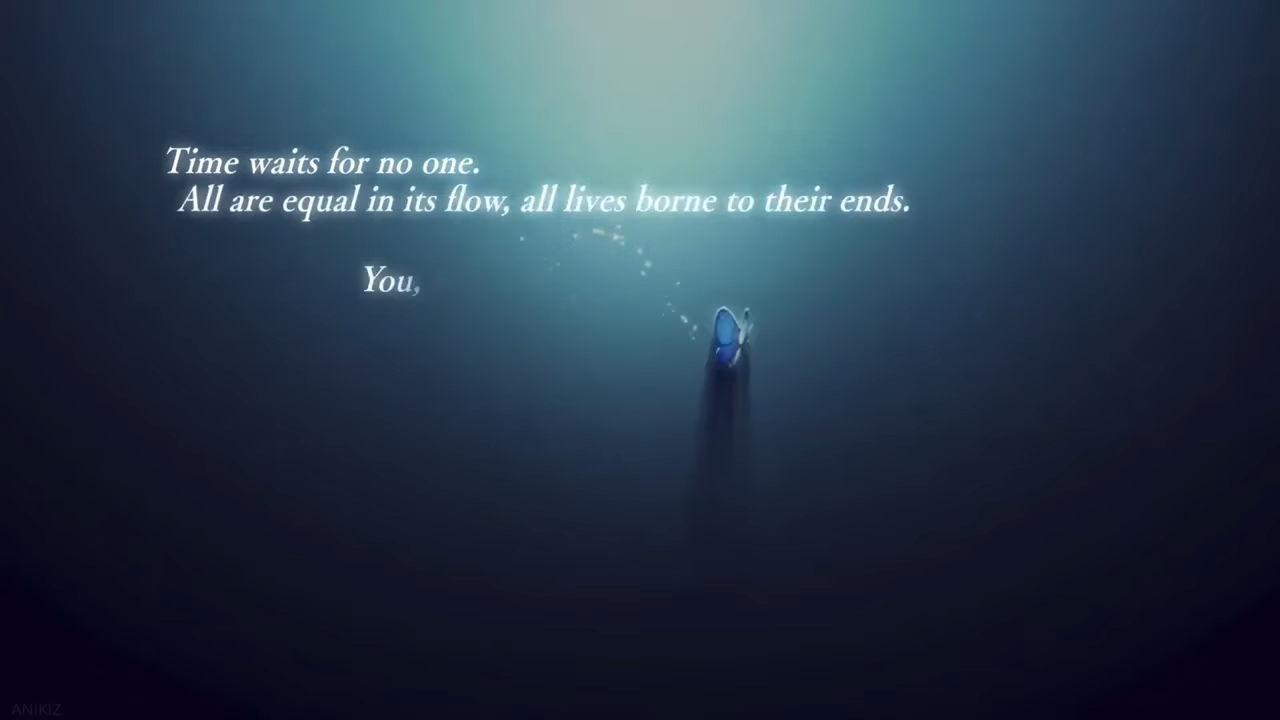 Time waits for no one.
All are equal in its flow, all lives borne to their ends.
You,
ANIKIZ